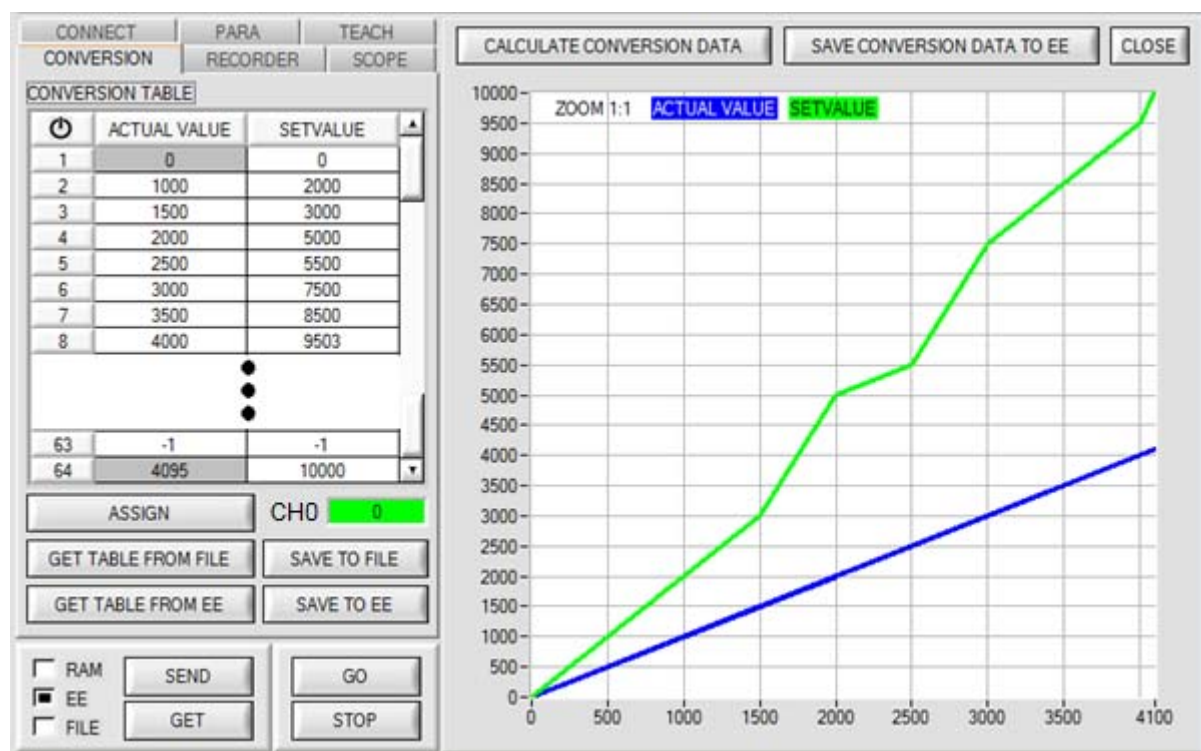 CONNECT PARA TEACH
CONVERSION RECORDER SCOPE
CONVERSION TABLE
ACTUAL VALUE SETVALUE
1 0 0
2 1000 2000
3 1500 3000
4 2000 5000
5 2500 5500
6 3000 7500
7 3500 8500
8 4000 9503
63 -1 -1
64 4095 10000
ASSIGN CH0 0
GET TABLE FROM FILE SAVE TO FILE
GET TABLE FROM EE SAVE TO EE
RAM
EE
FILE
SEND
GET
GO
STOP
CALCULATE CONVERSION DATA SAVE CONVERSION DATA TO EE CLOSE
ZOOM 1:1 ACTUAL VALUE SETVALUE
10000
9500
9000
8500
8000
7500
7000
6500
6000
5500
5000
4500
4000
3500
3000
2500
2000
1500
1000
500
0
0 500 1000 1500 2000 2500 3000 3500 4100